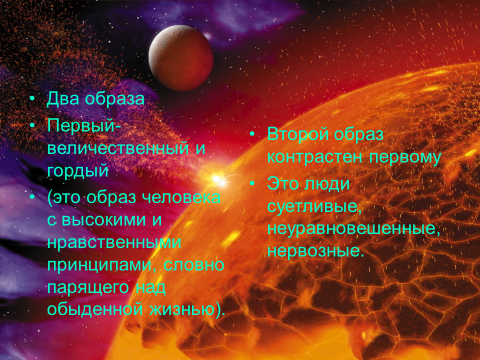 • Два образа
• Первый-
величественный и
гордый
• (это образ человека
с высокими и
нравственными
принципами, словно
парящего над
обыденной жизнью).
• Второй образ
контрастен первому
• Это люди
суетливые,
неуравновешенные,
нервозные.